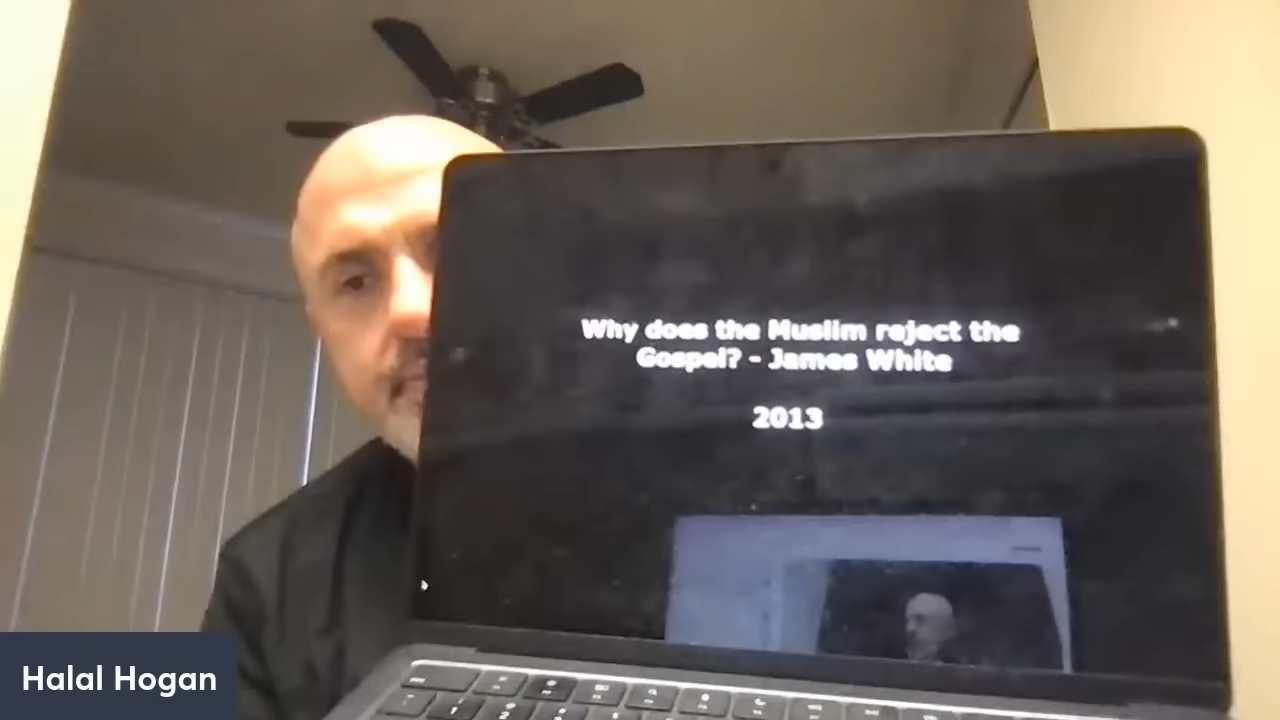 Why does the Muslim reject the
Gospel? - James White
2013
Halal Hogan